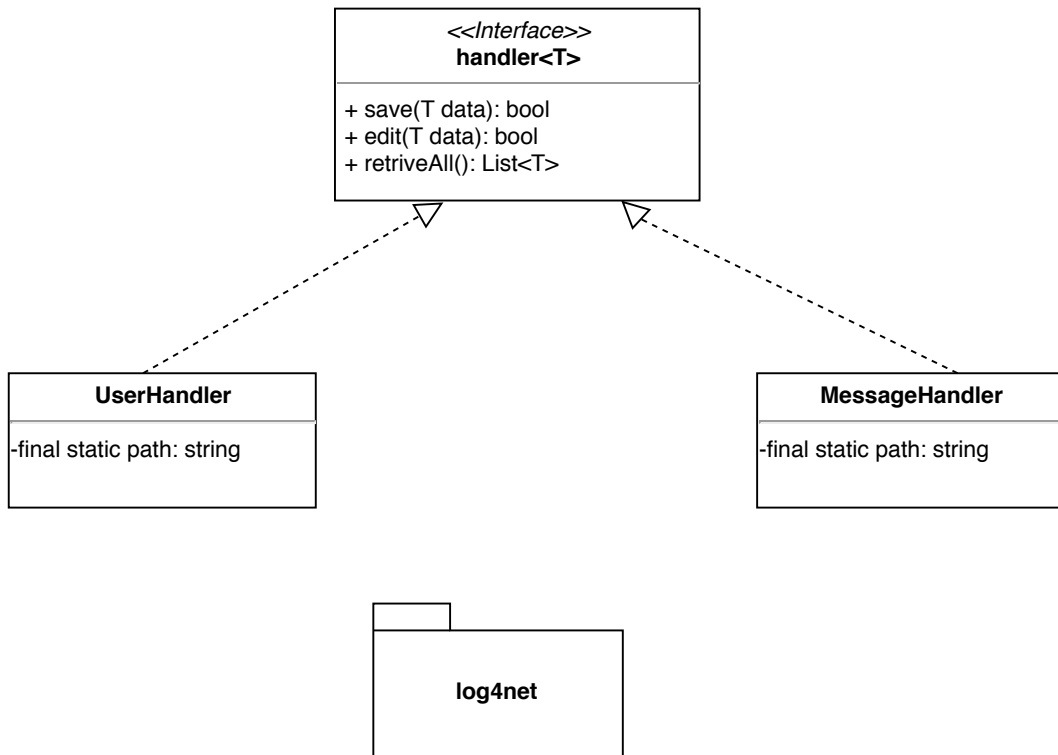 <<Interface>>
handler<T>
+ save(T data): bool
+ edit(T data): bool
+ retriveAll(): List<T>
UserHandler
-final static path: string
MessageHandler
-final static path: string
log4net